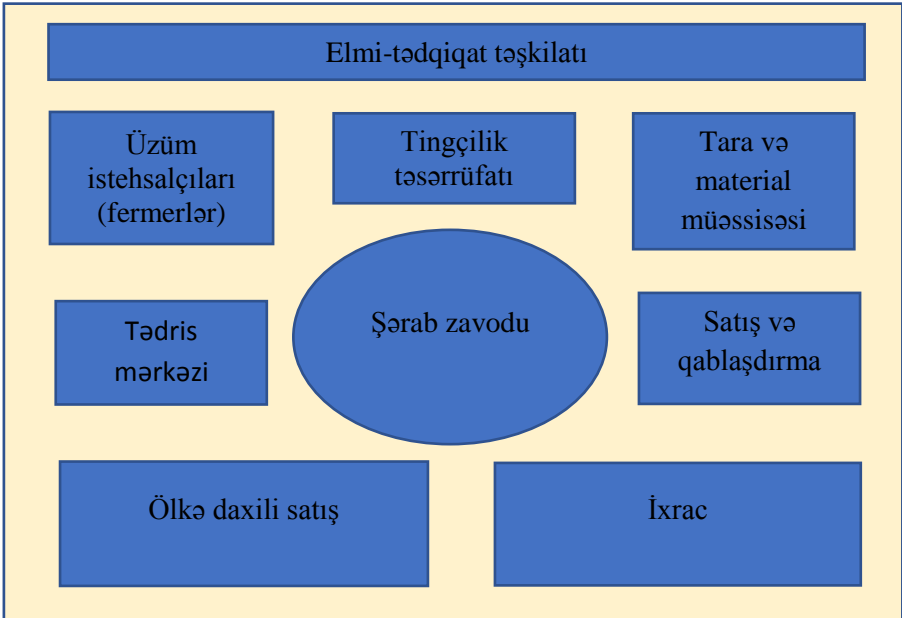 Elmi-tədqiqat təşkilatı
Üzüm
istehsalçıları
(fermerlər)
Tingçilik
təsərrüfatı
Tara və
material
müəssisəsi
Tədris
mərkəzi
Şərab zavodu
Satış və
qablaşdırma
Ölkə daxili satış
İxrac